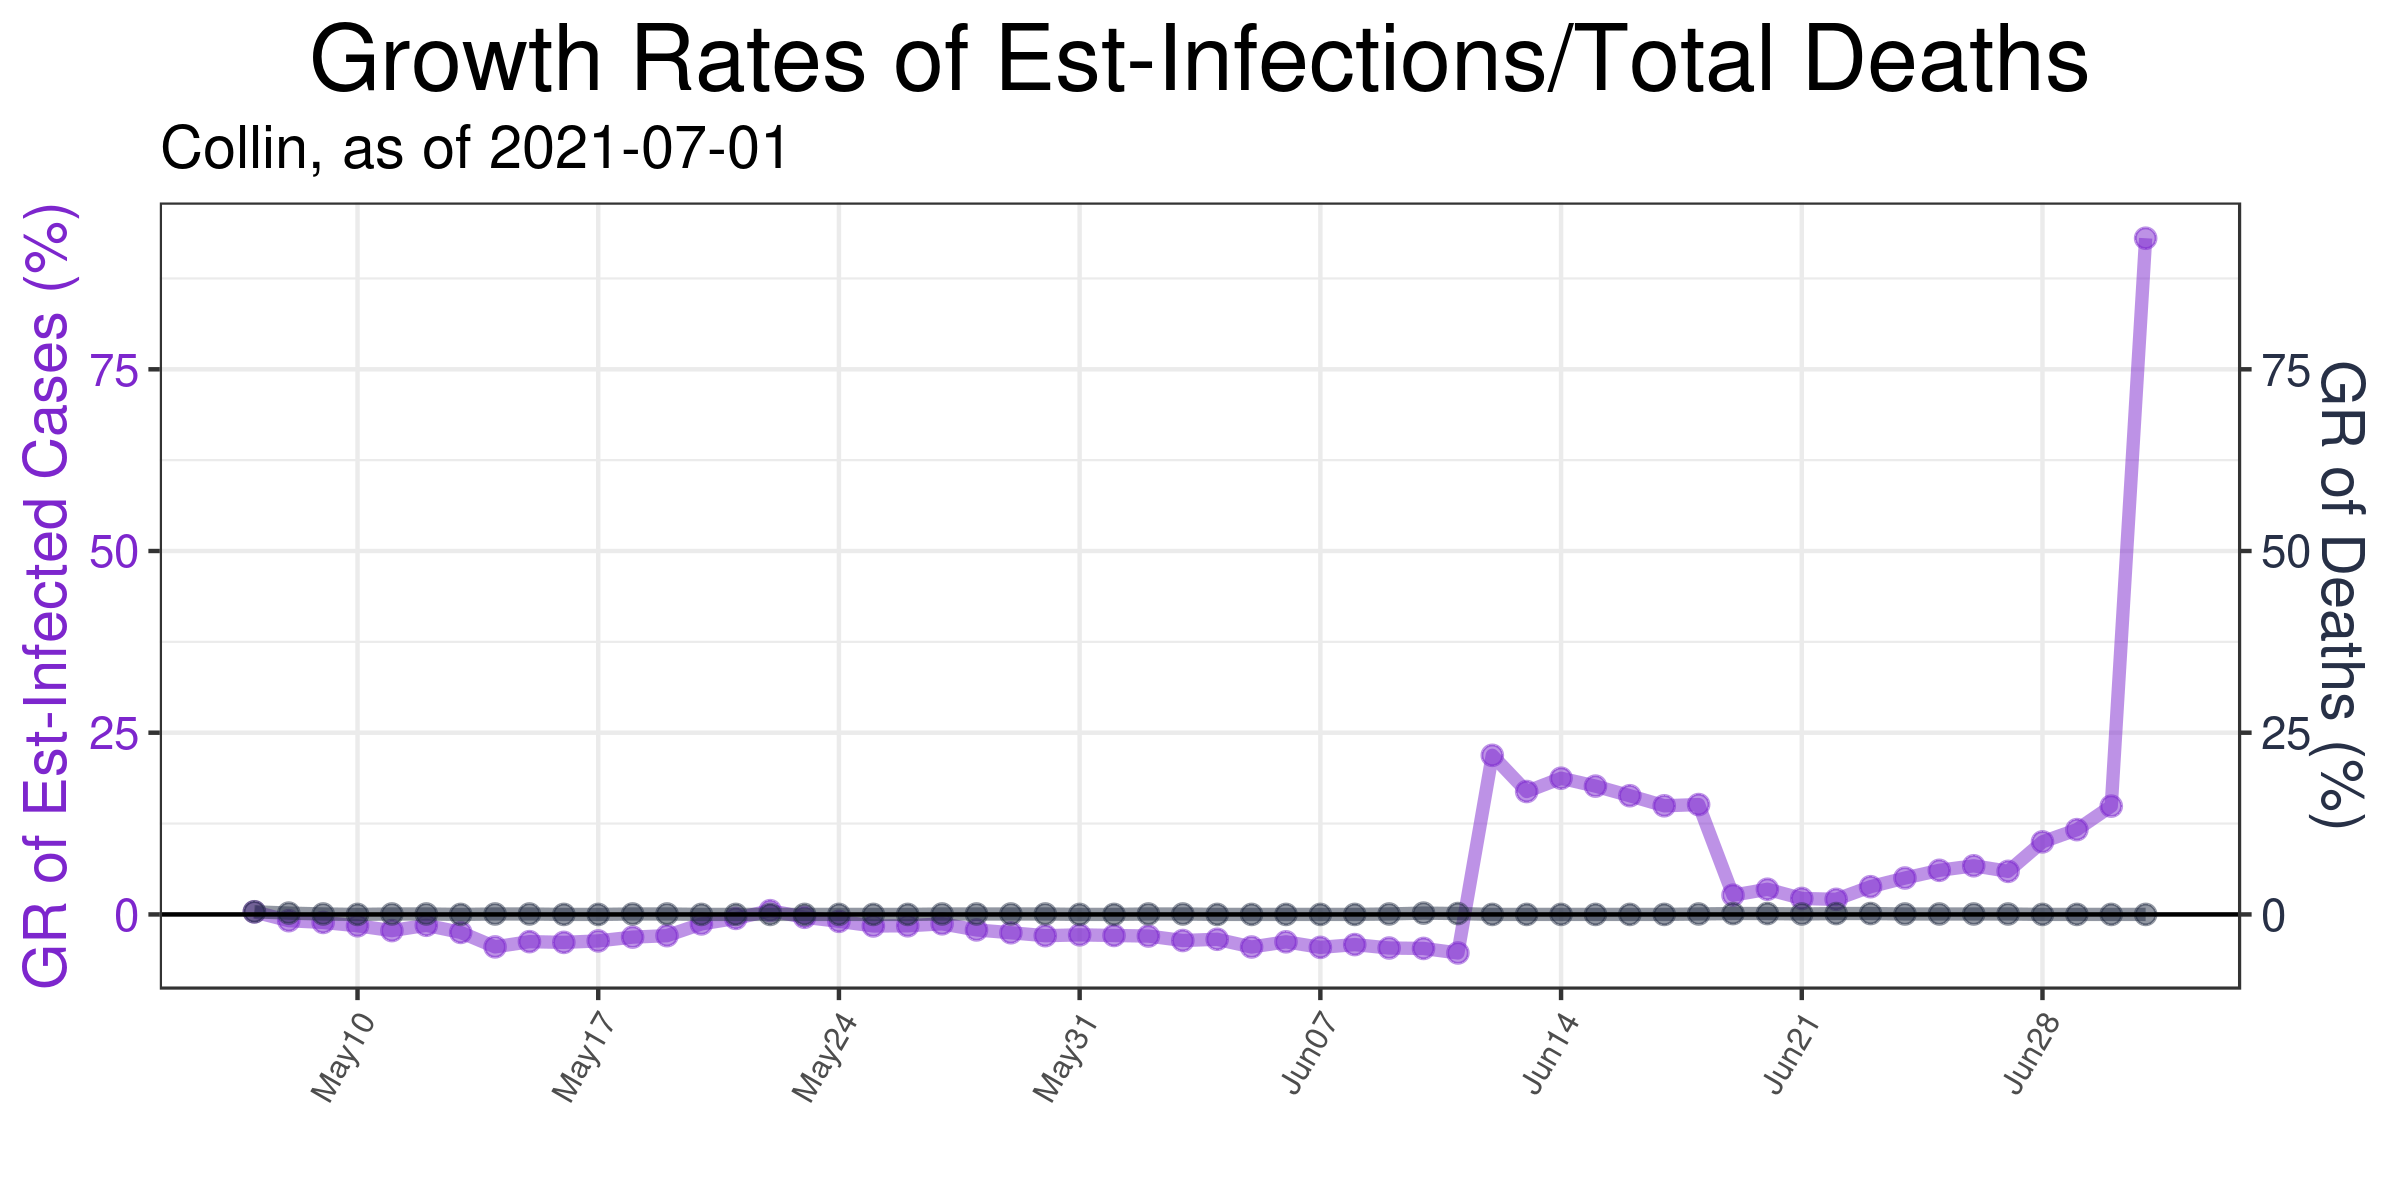 Growth Rates of Est-Infections/Total Deaths
Collin, as of 2021-07-01
GR of Est-Infected Cases (%)
75
50
25
0
75
50
25
0
GR of Deaths (%)
May10
May17
May24
May31
Jun07
Jun14
Jun21
Jun28